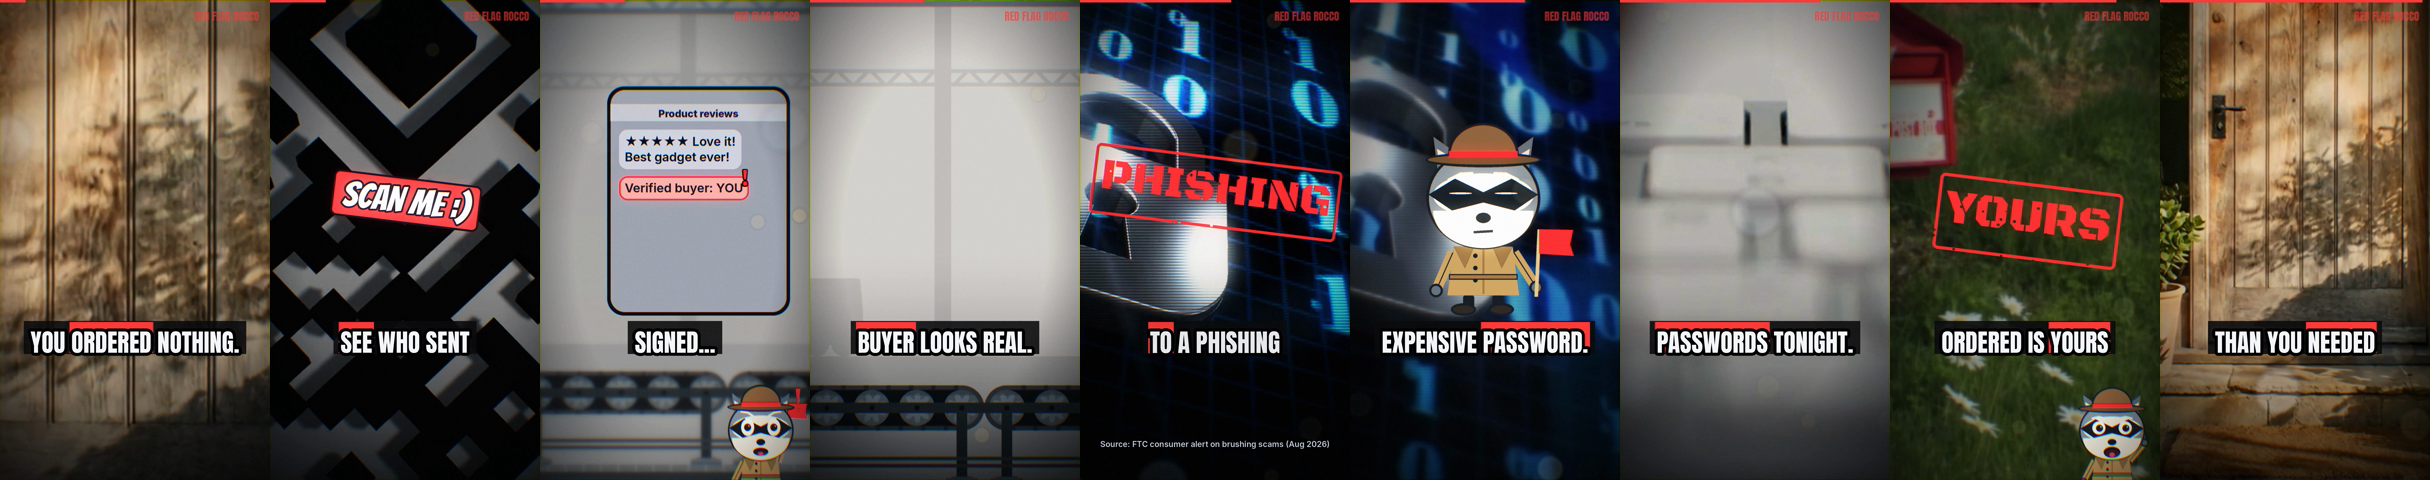 RED FLAG ROCCO
YOU ORDERED NOTHING.
RED FLAG ROCCO
SCAN ME :)
SEE WHO SENT
RED FLAG ROCCO
Product reviews
★★★★★ Love it!
Best gadget ever!
Verified buyer: YOU
!
SIGNED...
RED FLAG ROCCO
BUYER LOOKS REAL.
RED FLAG ROCCO
PHISHING
TO A PHISHING
Source: FTC consumer alert on brushing scams (Aug 2026)
RED FLAG ROCCO
EXPENSIVE PASSWORD.
RED FLAG ROCCO
PASSWORDS TONIGHT.
RED FLAG ROCCO
POST BOX
YOURS
ORDERED IS YOURS
RED FLAG ROCCO
THAN YOU NEEDED